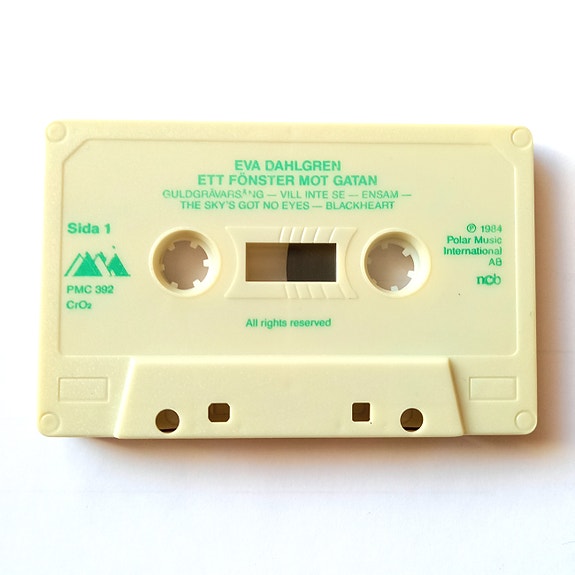 EVA DAHLGREN
ETT FÖNSTER MOT GATAN
GULDGRÄVARSÅNG — VILL INTE SE — ENSAM —
THE SKY'S GOT NO EYES — BLACKHEART
Sida 1
PMC 392
CrO₂
℗ 1984
Polar Music
International
AB
ncb
All rights reserved